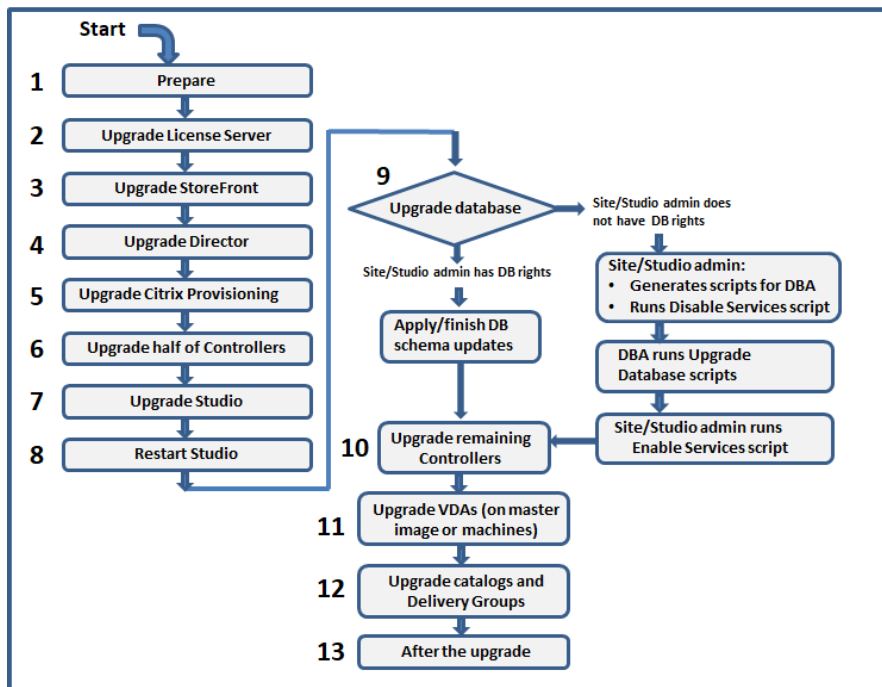 Start
1 Prepare
2 Upgrade License Server
3 Upgrade StoreFront
4 Upgrade Director
5 Upgrade Citrix Provisioning
6 Upgrade half of Controllers
7 Upgrade Studio
8 Restart Studio
9
Upgrade database
Site/Studio admin has DB rights
Apply/finish DB
schema updates
Site/Studio admin does
not have DB rights
Site/Studio admin:
• Generates scripts for DBA
• Runs Disable Services script
DBA runs Upgrade
Database scripts
Site/Studio admin runs
Enable Services script
10 Upgrade remaining
Controllers
11 Upgrade VDAs (on master
image or machines)
12 Upgrade catalogs and
Delivery Groups
13 After the upgrade